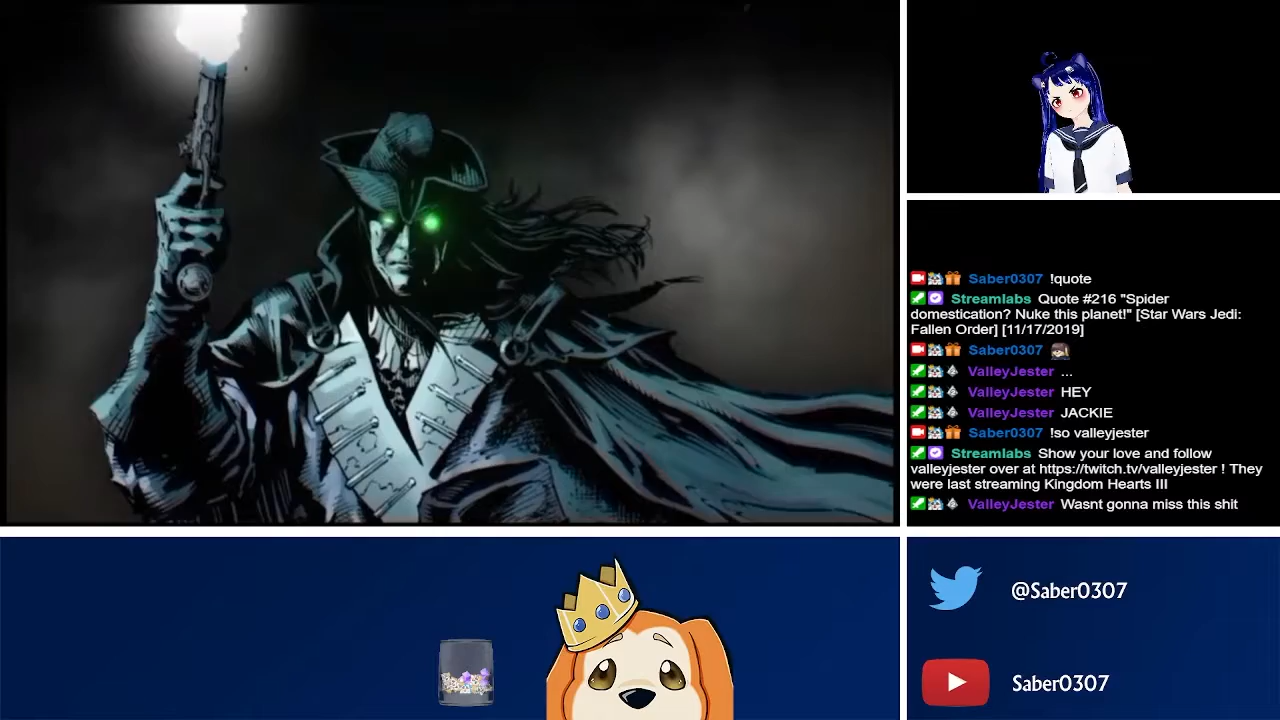 Saber0307 !quote
Streamlabs Quote #216 "Spider
domestication? Nuke this planet!" [Star Wars Jedi:
Fallen Order] [11/17/2019]
Saber0307
ValleyJester ...
ValleyJester HEY
ValleyJester JACKIE
Saber0307 !so valleyjester
Streamlabs Show your love and follow
valleyjester over at https://twitch.tv/valleyjester ! They
were last streaming Kingdom Hearts III
ValleyJester Wasnt gonna miss this shit
@Saber0307
Saber0307